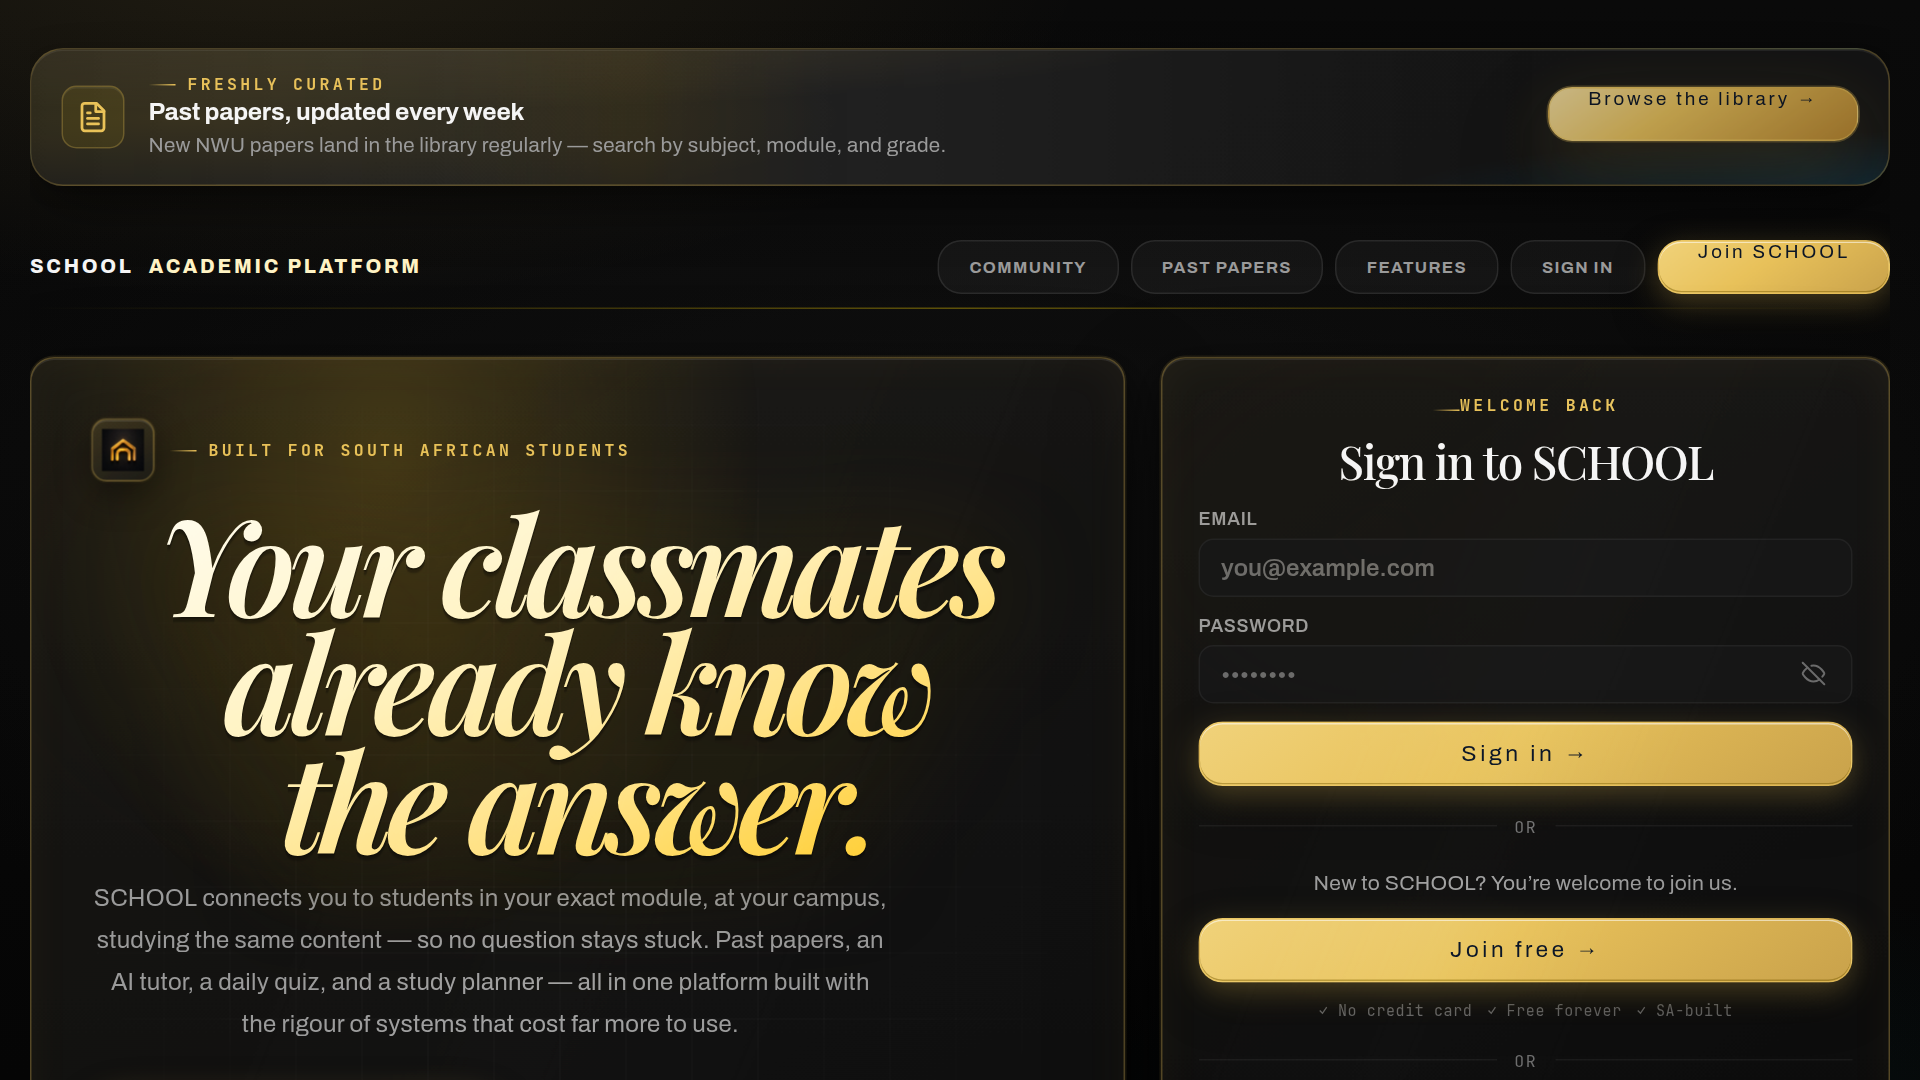 FRESHLY CURATED
Past papers, updated every week
New NWU papers land in the library regularly — search by subject, module, and grade.
Browse the library →
SCHOOL ACADEMIC PLATFORM
COMMUNITY
PAST PAPERS
FEATURES
SIGN IN
Join SCHOOL
BUILT FOR SOUTH AFRICAN STUDENTS
Your classmates
already know
the answer.
SCHOOL connects you to students in your exact module, at your campus,
studying the same content — so no question stays stuck. Past papers, an
AI tutor, a daily quiz, and a study planner — all in one platform built with
the rigour of systems that cost far more to use.
WELCOME BACK
Sign in to SCHOOL
EMAIL
you@example.com
PASSWORD
••••••••
Sign in →
OR
New to SCHOOL? You’re welcome to join us.
Join free →
✓ No credit card ✓ Free forever ✓ SA-built
OR